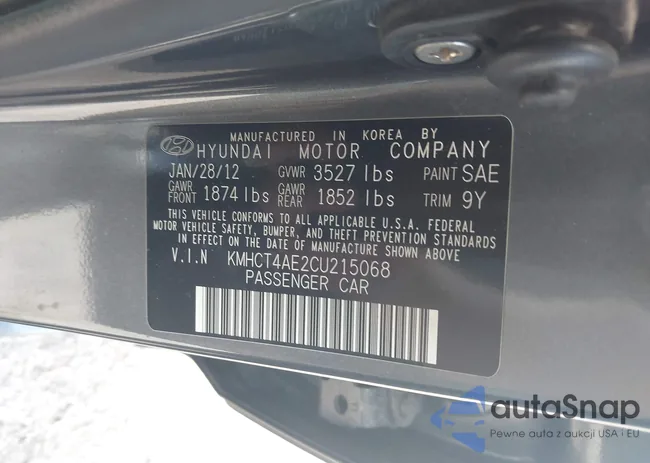 MANUFACTURED IN KOREA BY
HYUNDAI MOTOR COMPANY
JAN/28/12 GVWR 3527 lbs PAINT SAE
GAWR FRONT 1874 lbs GAWR REAR 1852 lbs TRIM 9Y
THIS VEHICLE CONFORMS TO ALL APPLICABLE U.S.A. FEDERAL
MOTOR VEHICLE SAFETY, BUMPER, AND THEFT PREVENTION
STANDARDS IN EFFECT ON THE DATE OF MANUFACTURE SHOWN ABOVE
V.I.N KMHCT4AE2CU215068
PASSENGER CAR
autoSnap
Pewne auta z aukcji USA i EU